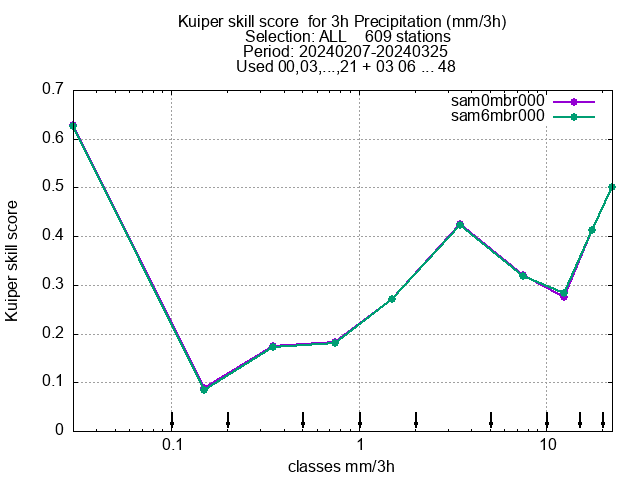 Kuiper skill score  for 3h Precipitation (mm/3h)
Selection: ALL    609 stations
Period: 20240207-20240325
Used 00,03,...,21 + 03 06 ... 48
sam0mbr000
sam6mbr000
0.7
0.6
0.5
0.4
0.3
0.2
0.1
0
Kuiper skill score
0.1
1
10
classes mm/3h